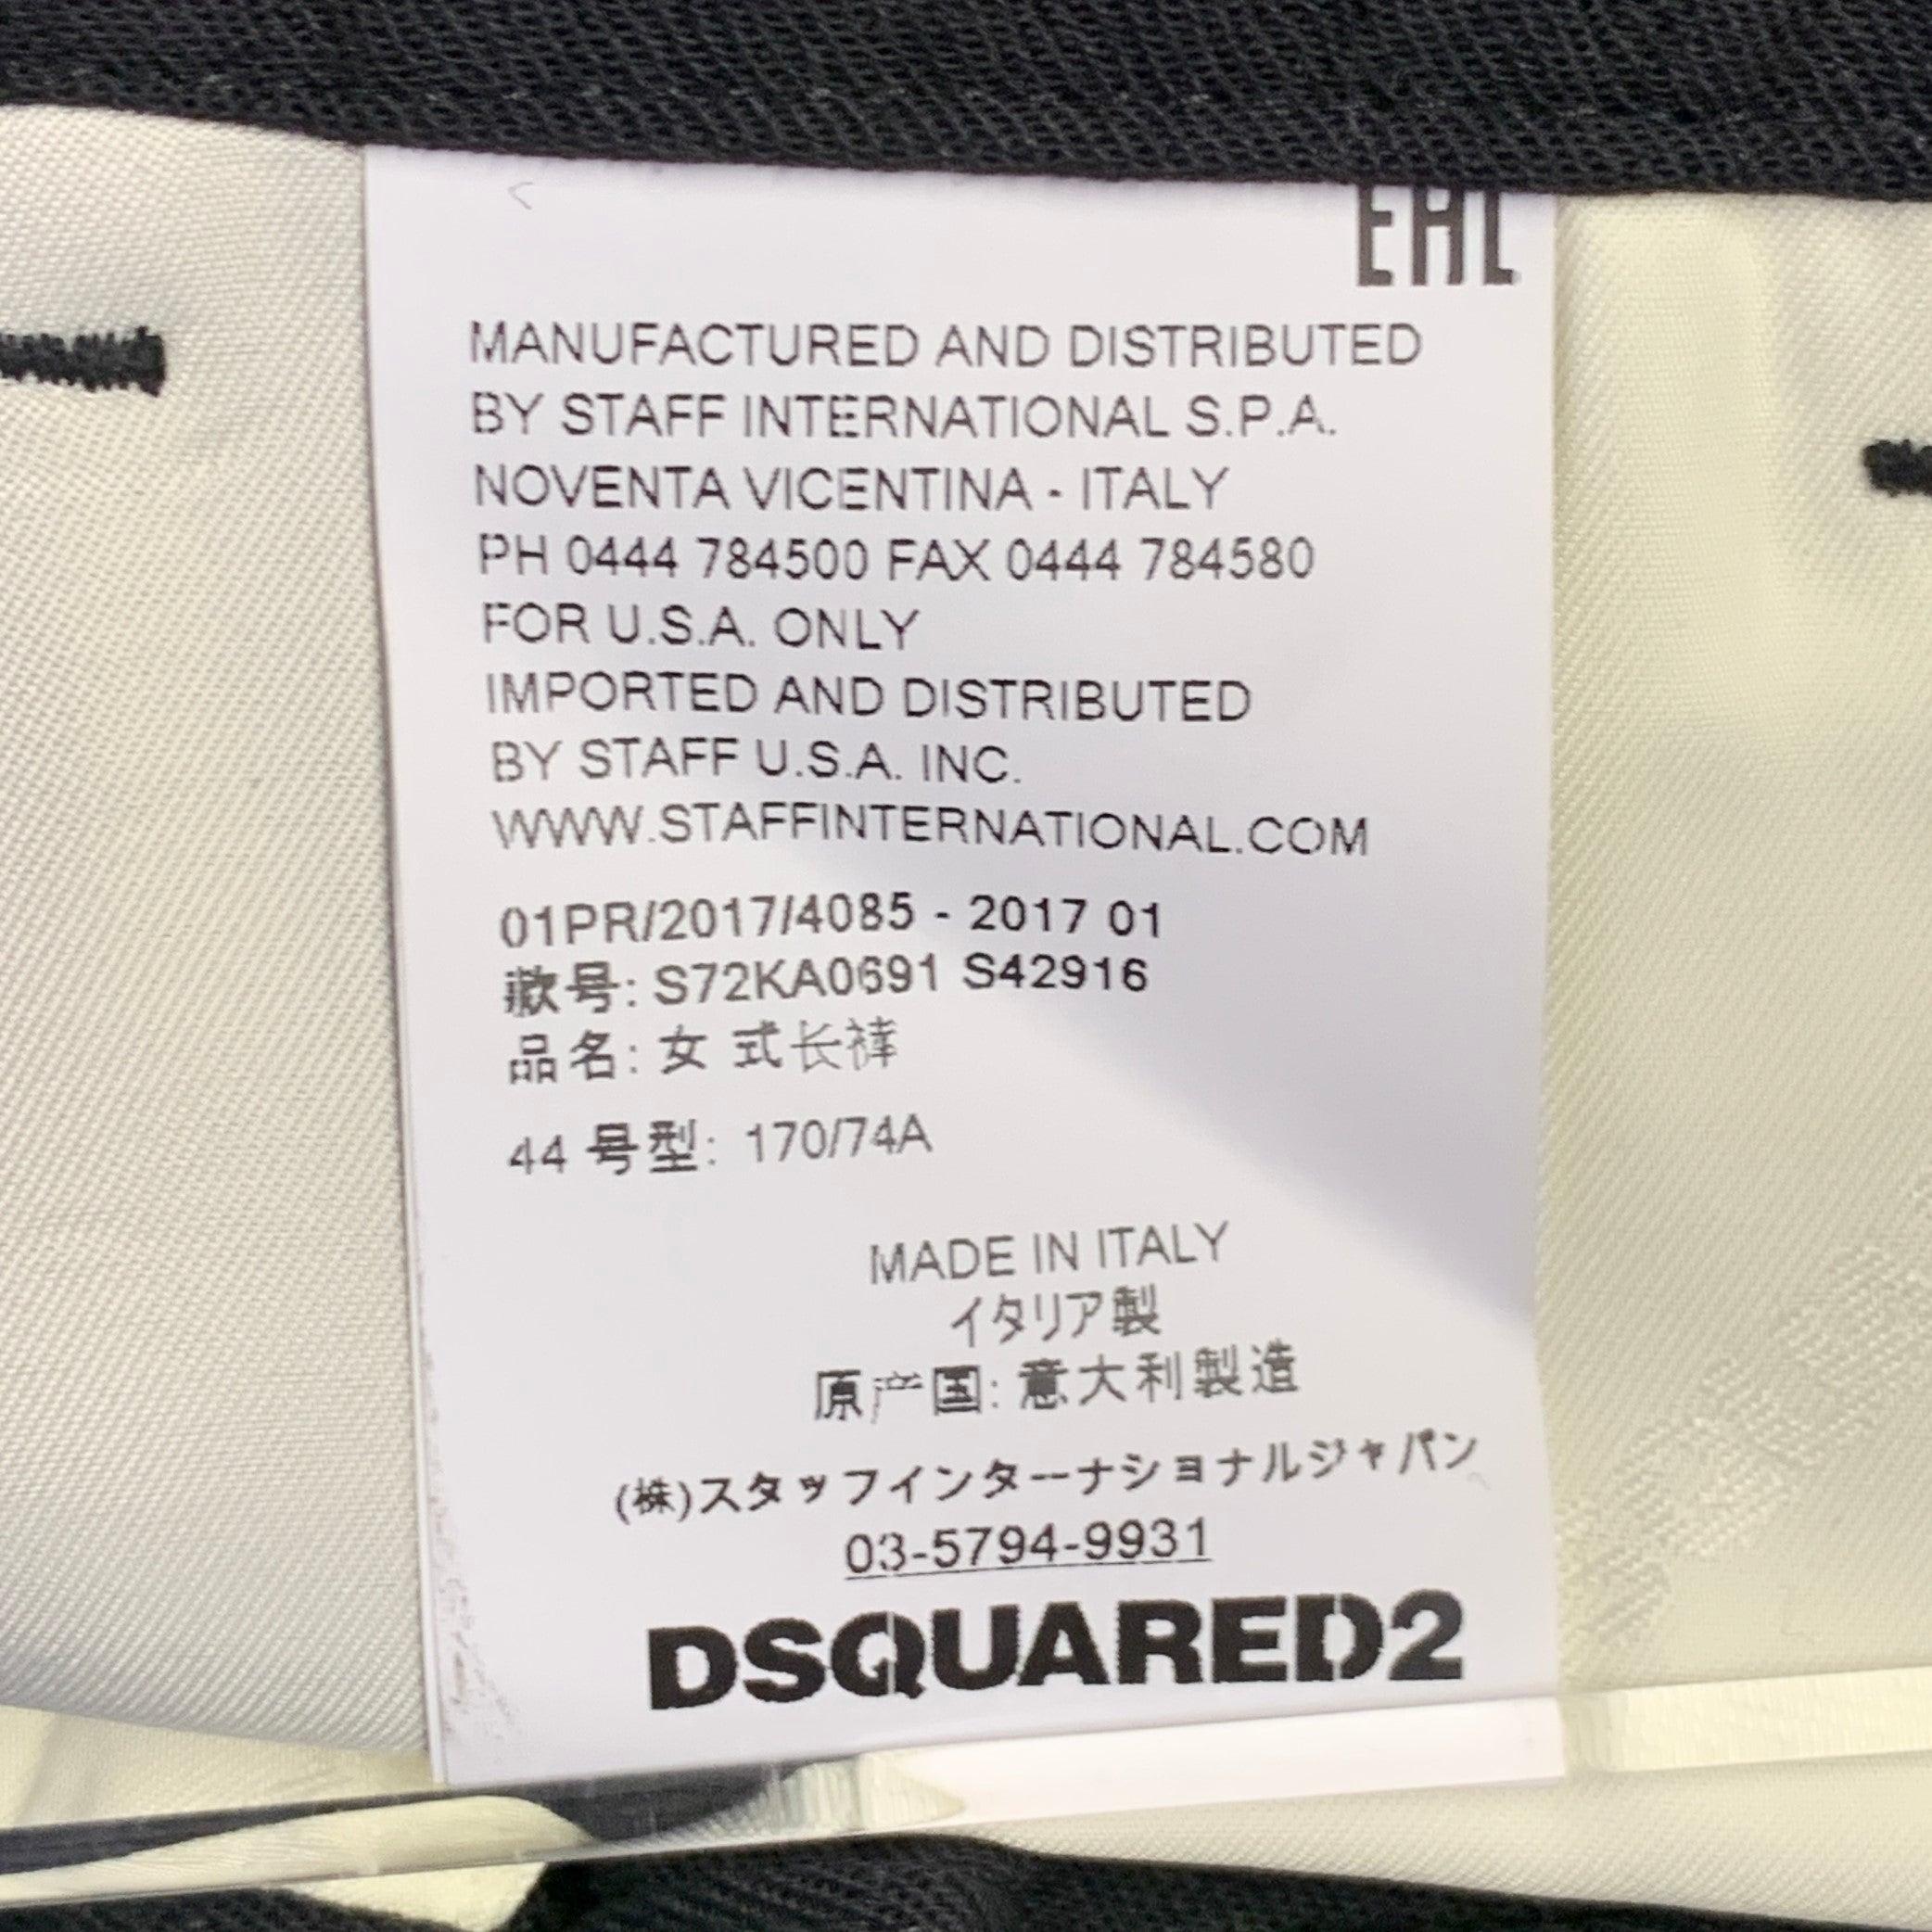 EAC
MANUFACTURED AND DISTRIBUTED
BY STAFF INTERNATIONAL S.P.A.
NOVENTA VICENTINA - ITALY
PH 0444 784500 FAX 0444 784580
FOR U.S.A. ONLY
IMPORTED AND DISTRIBUTED
BY STAFF U.S.A. INC.
WWW.STAFFINTERNATIONAL.COM
01PR/2017/4085 - 2017 01
款号: S72KA0691 S42916
品名: 女 式长裤
44 号型: 170/74A
MADE IN ITALY
イタリア製
原产国: 意大利製造
(株)スタッフインターナショナルジャパン
03-5794-9931
DSQUARED2